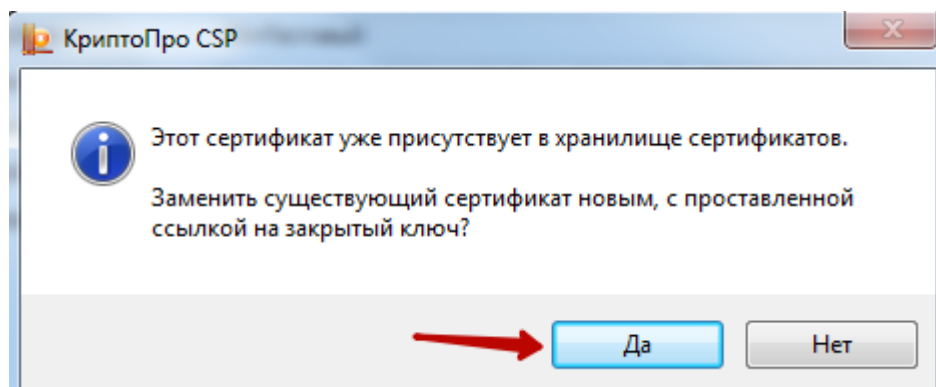 КриптоПро CSP
Этот сертификат уже присутствует в хранилище сертификатов.
Заменить существующий сертификат новым, с проставленной
ссылкой на закрытый ключ?
Да
Нет